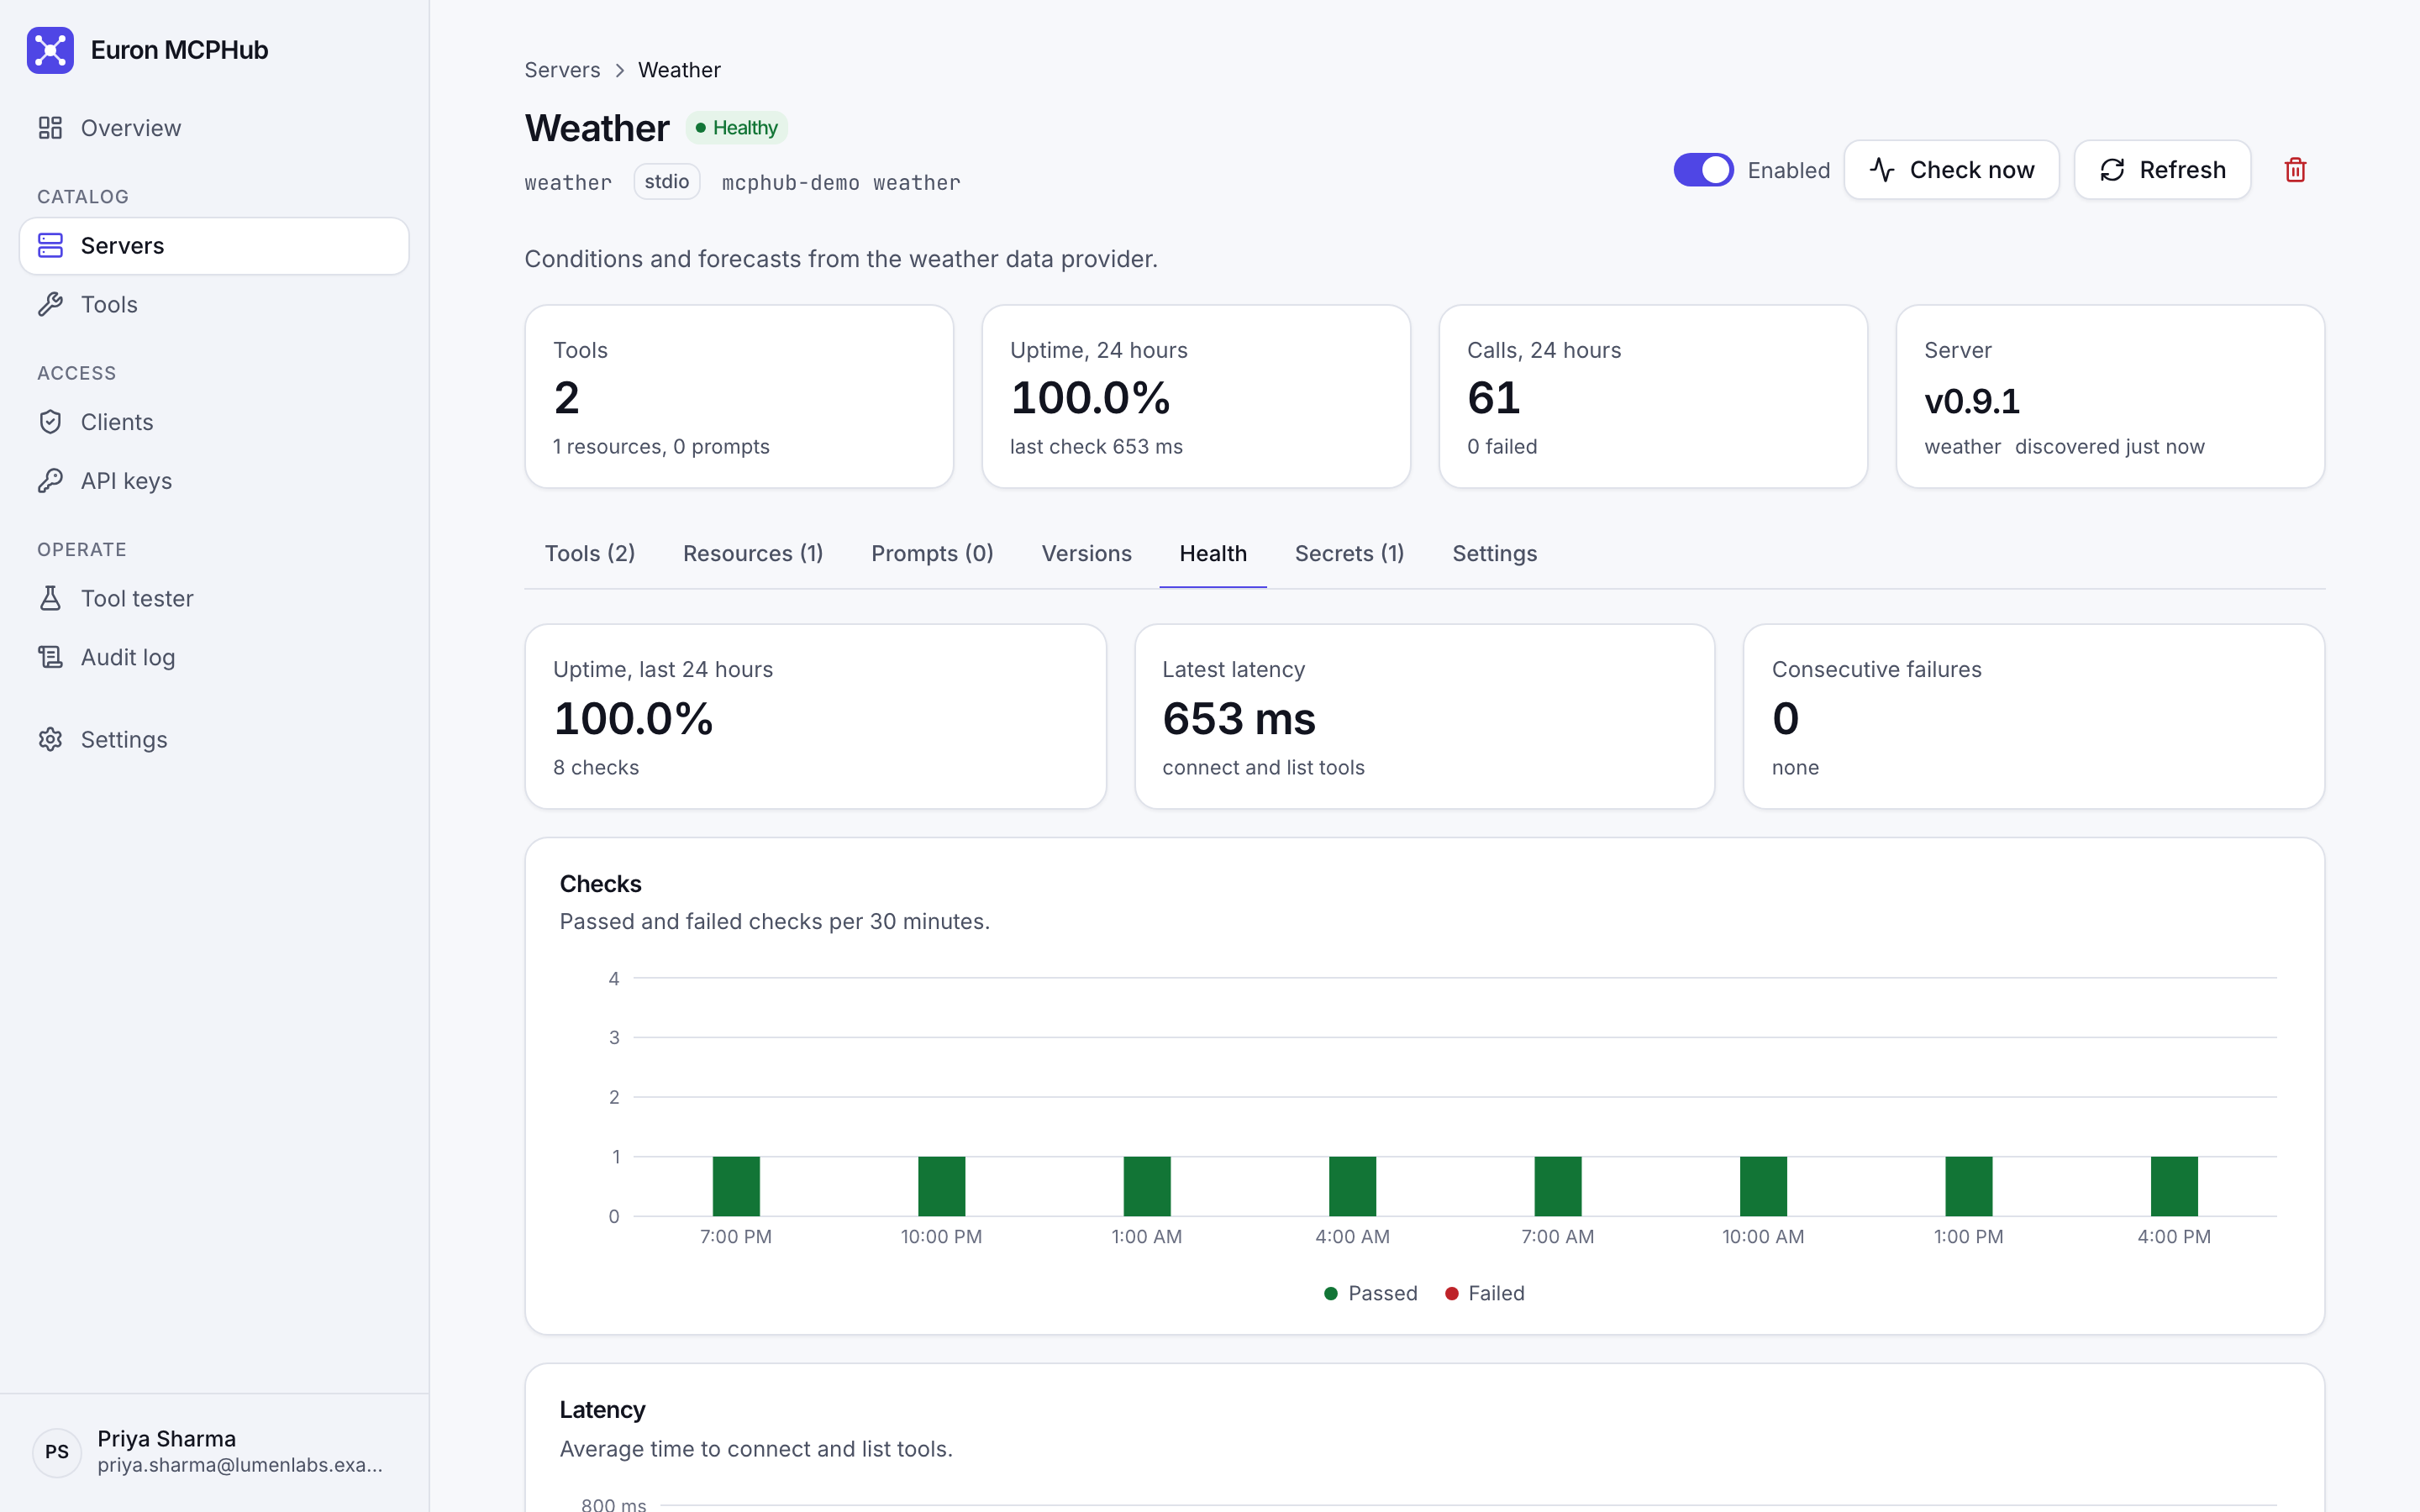 Euron MCPHub
Overview
CATALOG
Servers
Tools
ACCESS
Clients
API keys
OPERATE
Tool tester
Audit log
Settings
PS
Priya Sharma
priya.sharma@lumenlabs.exa...
Servers > Weather
Weather
Healthy
weather stdio mcphub-demo weather
Enabled
Check now
Refresh
Conditions and forecasts from the weather data provider.
Tools
2
1 resources, 0 prompts
Uptime, 24 hours
100.0%
last check 653 ms
Calls, 24 hours
61
0 failed
Server
v0.9.1
weather discovered just now
Tools (2) Resources (1) Prompts (0) Versions Health Secrets (1) Settings
Uptime, last 24 hours
100.0%
8 checks
Latest latency
653 ms
connect and list tools
Consecutive failures
0
none
Checks
Passed and failed checks per 30 minutes.
4
3
2
1
0
7:00 PM 10:00 PM 1:00 AM 4:00 AM 7:00 AM 10:00 AM 1:00 PM 4:00 PM
Passed Failed
Latency
Average time to connect and list tools.
800 ms